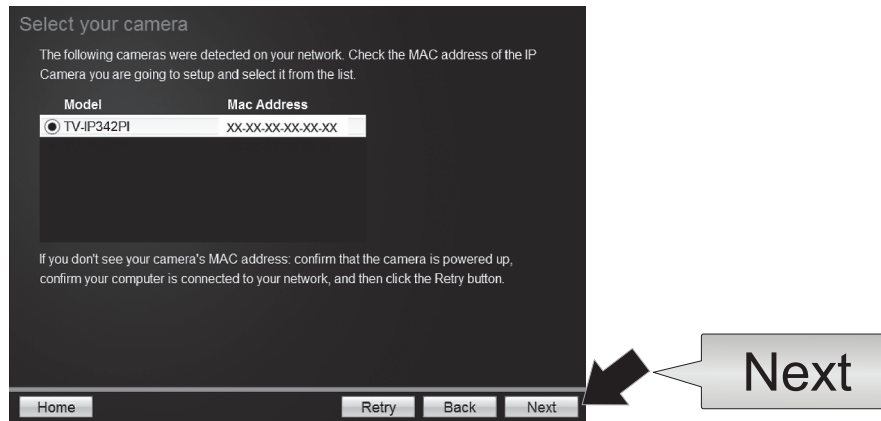 Select your camera
The following cameras were detected on your network. Check the MAC address of the IP
Camera you are going to setup and select it from the list.
Model Mac Address
TV-IP342PI XX-XX-XX-XX-XX-XX
If you don't see your camera's MAC address: confirm that the camera is powered up,
confirm your computer is connected to your network, and then click the Retry button.
Home Retry Back Next
Next